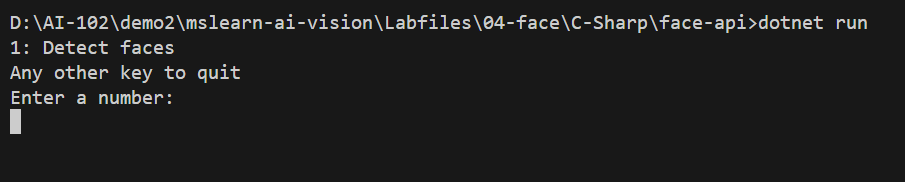 D:\AI-102\demo2\mslearn-ai-vision\Labfiles\04-face\C-Sharp\face-api>dotnet run
1: Detect faces
Any other key to quit
Enter a number: